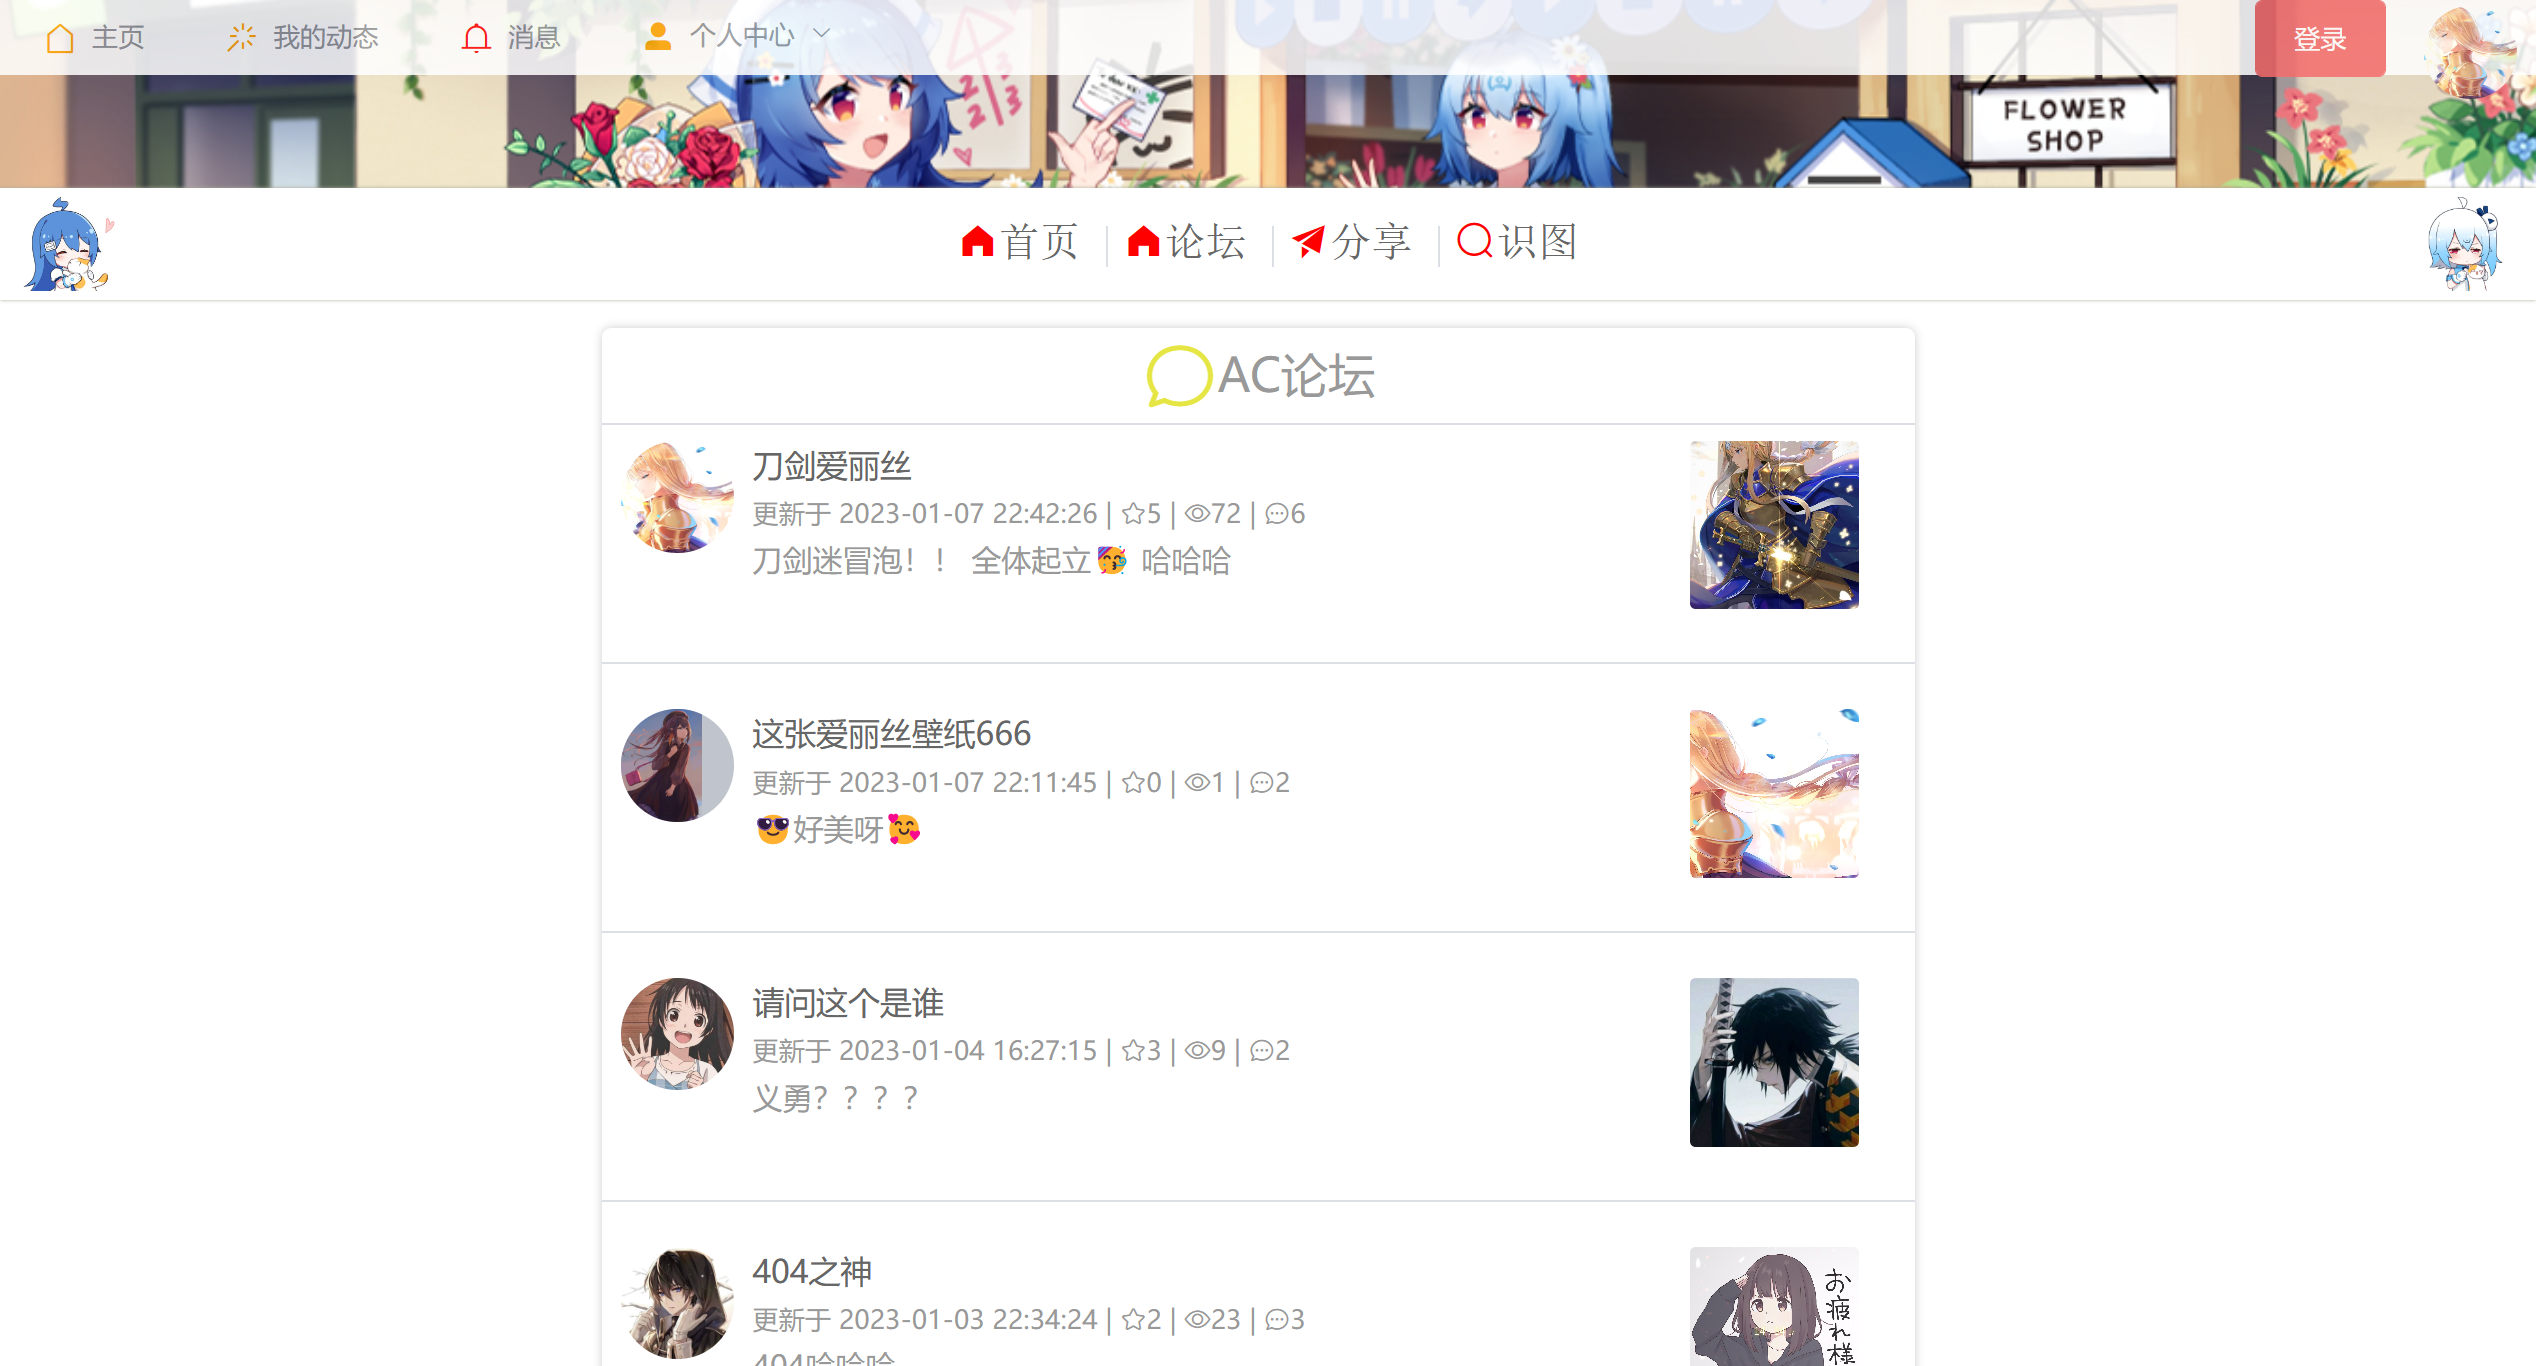 主页 我的动态 消息 个人中心 登录
FLOWER
SHOP
首页 论坛 分享 识图
AC论坛
刀剑爱丽丝
更新于 2023-01-07 22:42:26 | 5 | 72 | 6
刀剑迷冒泡！！ 全体起立🥳 哈哈哈
这张爱丽丝壁纸666
更新于 2023-01-07 22:11:45 | 0 | 1 | 2
😎好美呀🥰
请问这个是谁
更新于 2023-01-04 16:27:15 | 3 | 9 | 2
义勇？？？？
404之神
更新于 2023-01-03 22:34:24 | 2 | 23 | 3
お疲れ様
404哈哈哈